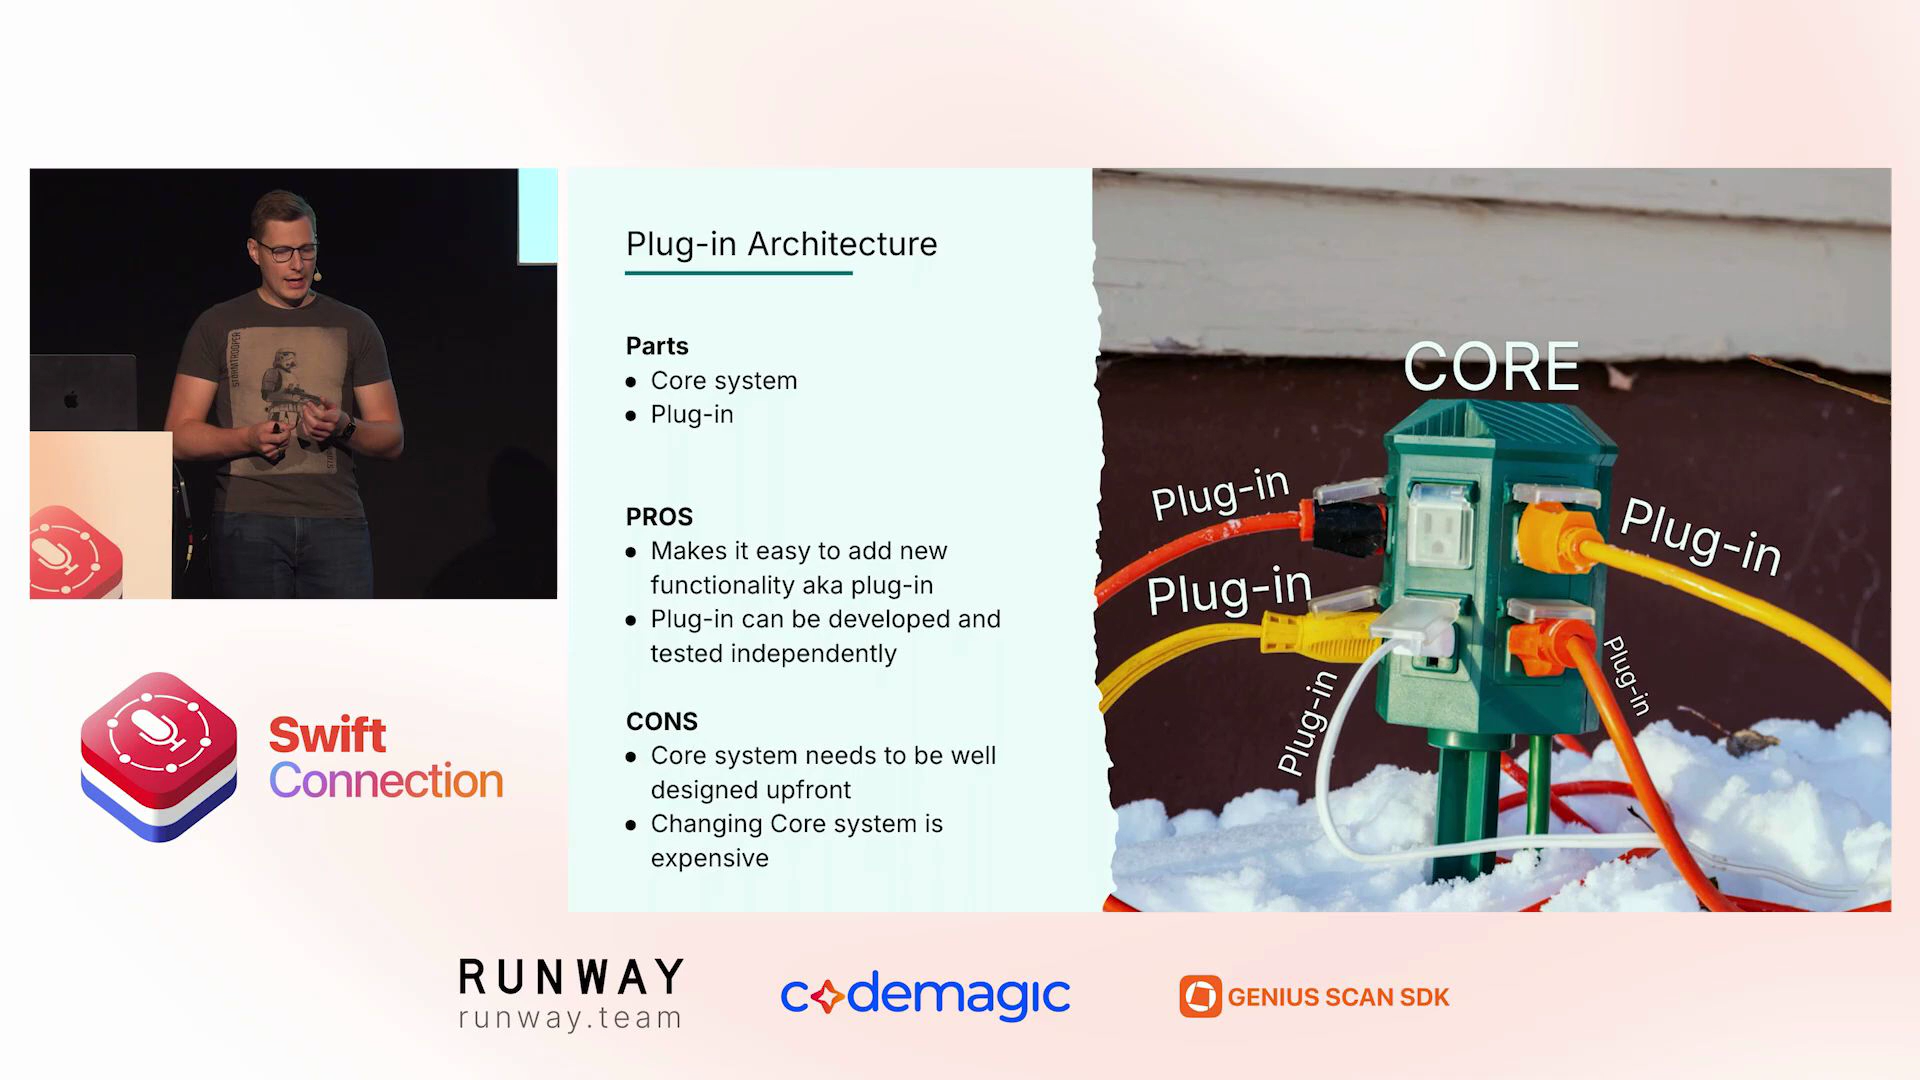 STORMTROOPER
Plug-in Architecture
Parts
• Core system
• Plug-in
PROS
• Makes it easy to add new
functionality aka plug-in
• Plug-in can be developed and
tested independently
CONS
• Core system needs to be well
designed upfront
• Changing Core system is
expensive
CORE
Plug-in
Plug-in
Plug-in
Plug-in
Plug-in
Swift
Connection
RUNWAY
runway.team
codemagic
GENIUS SCAN SDK